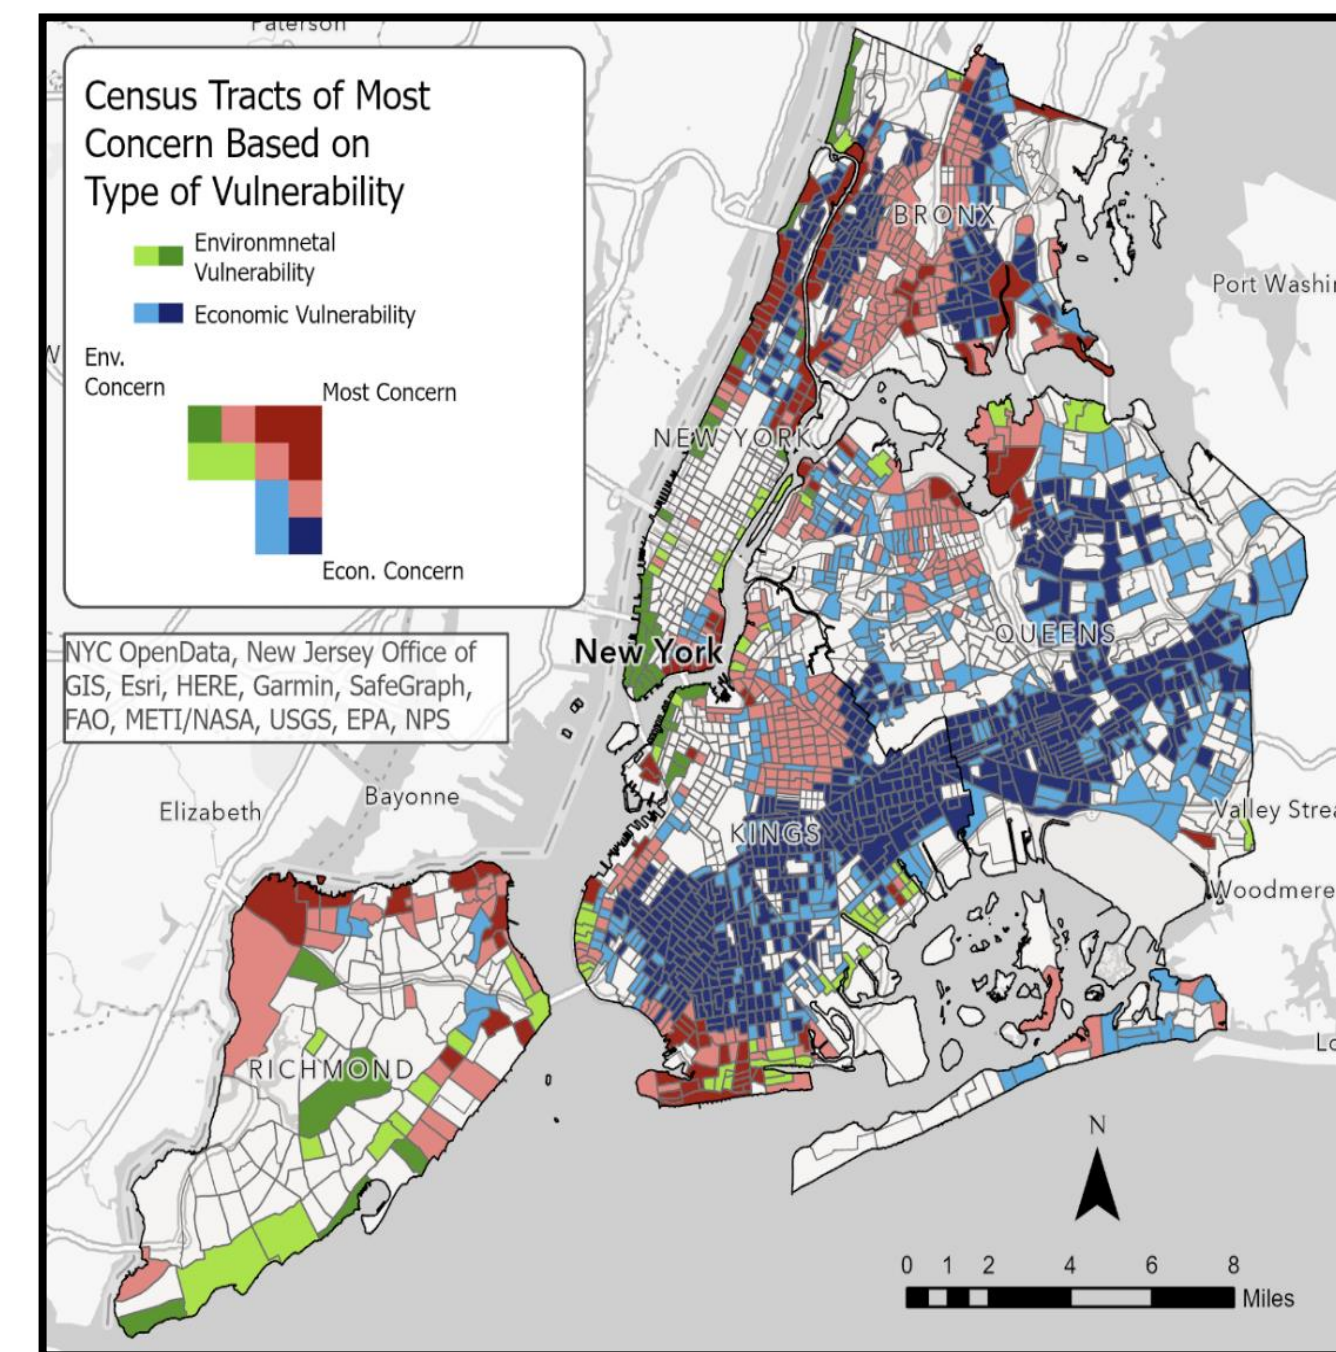 Paterson
Census Tracts of Most
Concern Based on
Type of Vulnerability
Environmnetal
Vulnerability
Economic Vulnerability
Env.
Concern
Most Concern
Econ. Concern
NYC OpenData, New Jersey Office of
GIS, Esri, HERE, Garmin, SafeGraph,
FAO, METI/NASA, USGS, EPA, NPS
BRONX
Port Washi
NEW YORK
QUEENS
New York
Bayonne
Elizabeth
KINGS
Valley Strea
Woodmere
RICHMOND
Lo
N
0 1 2 4 6 8
Miles